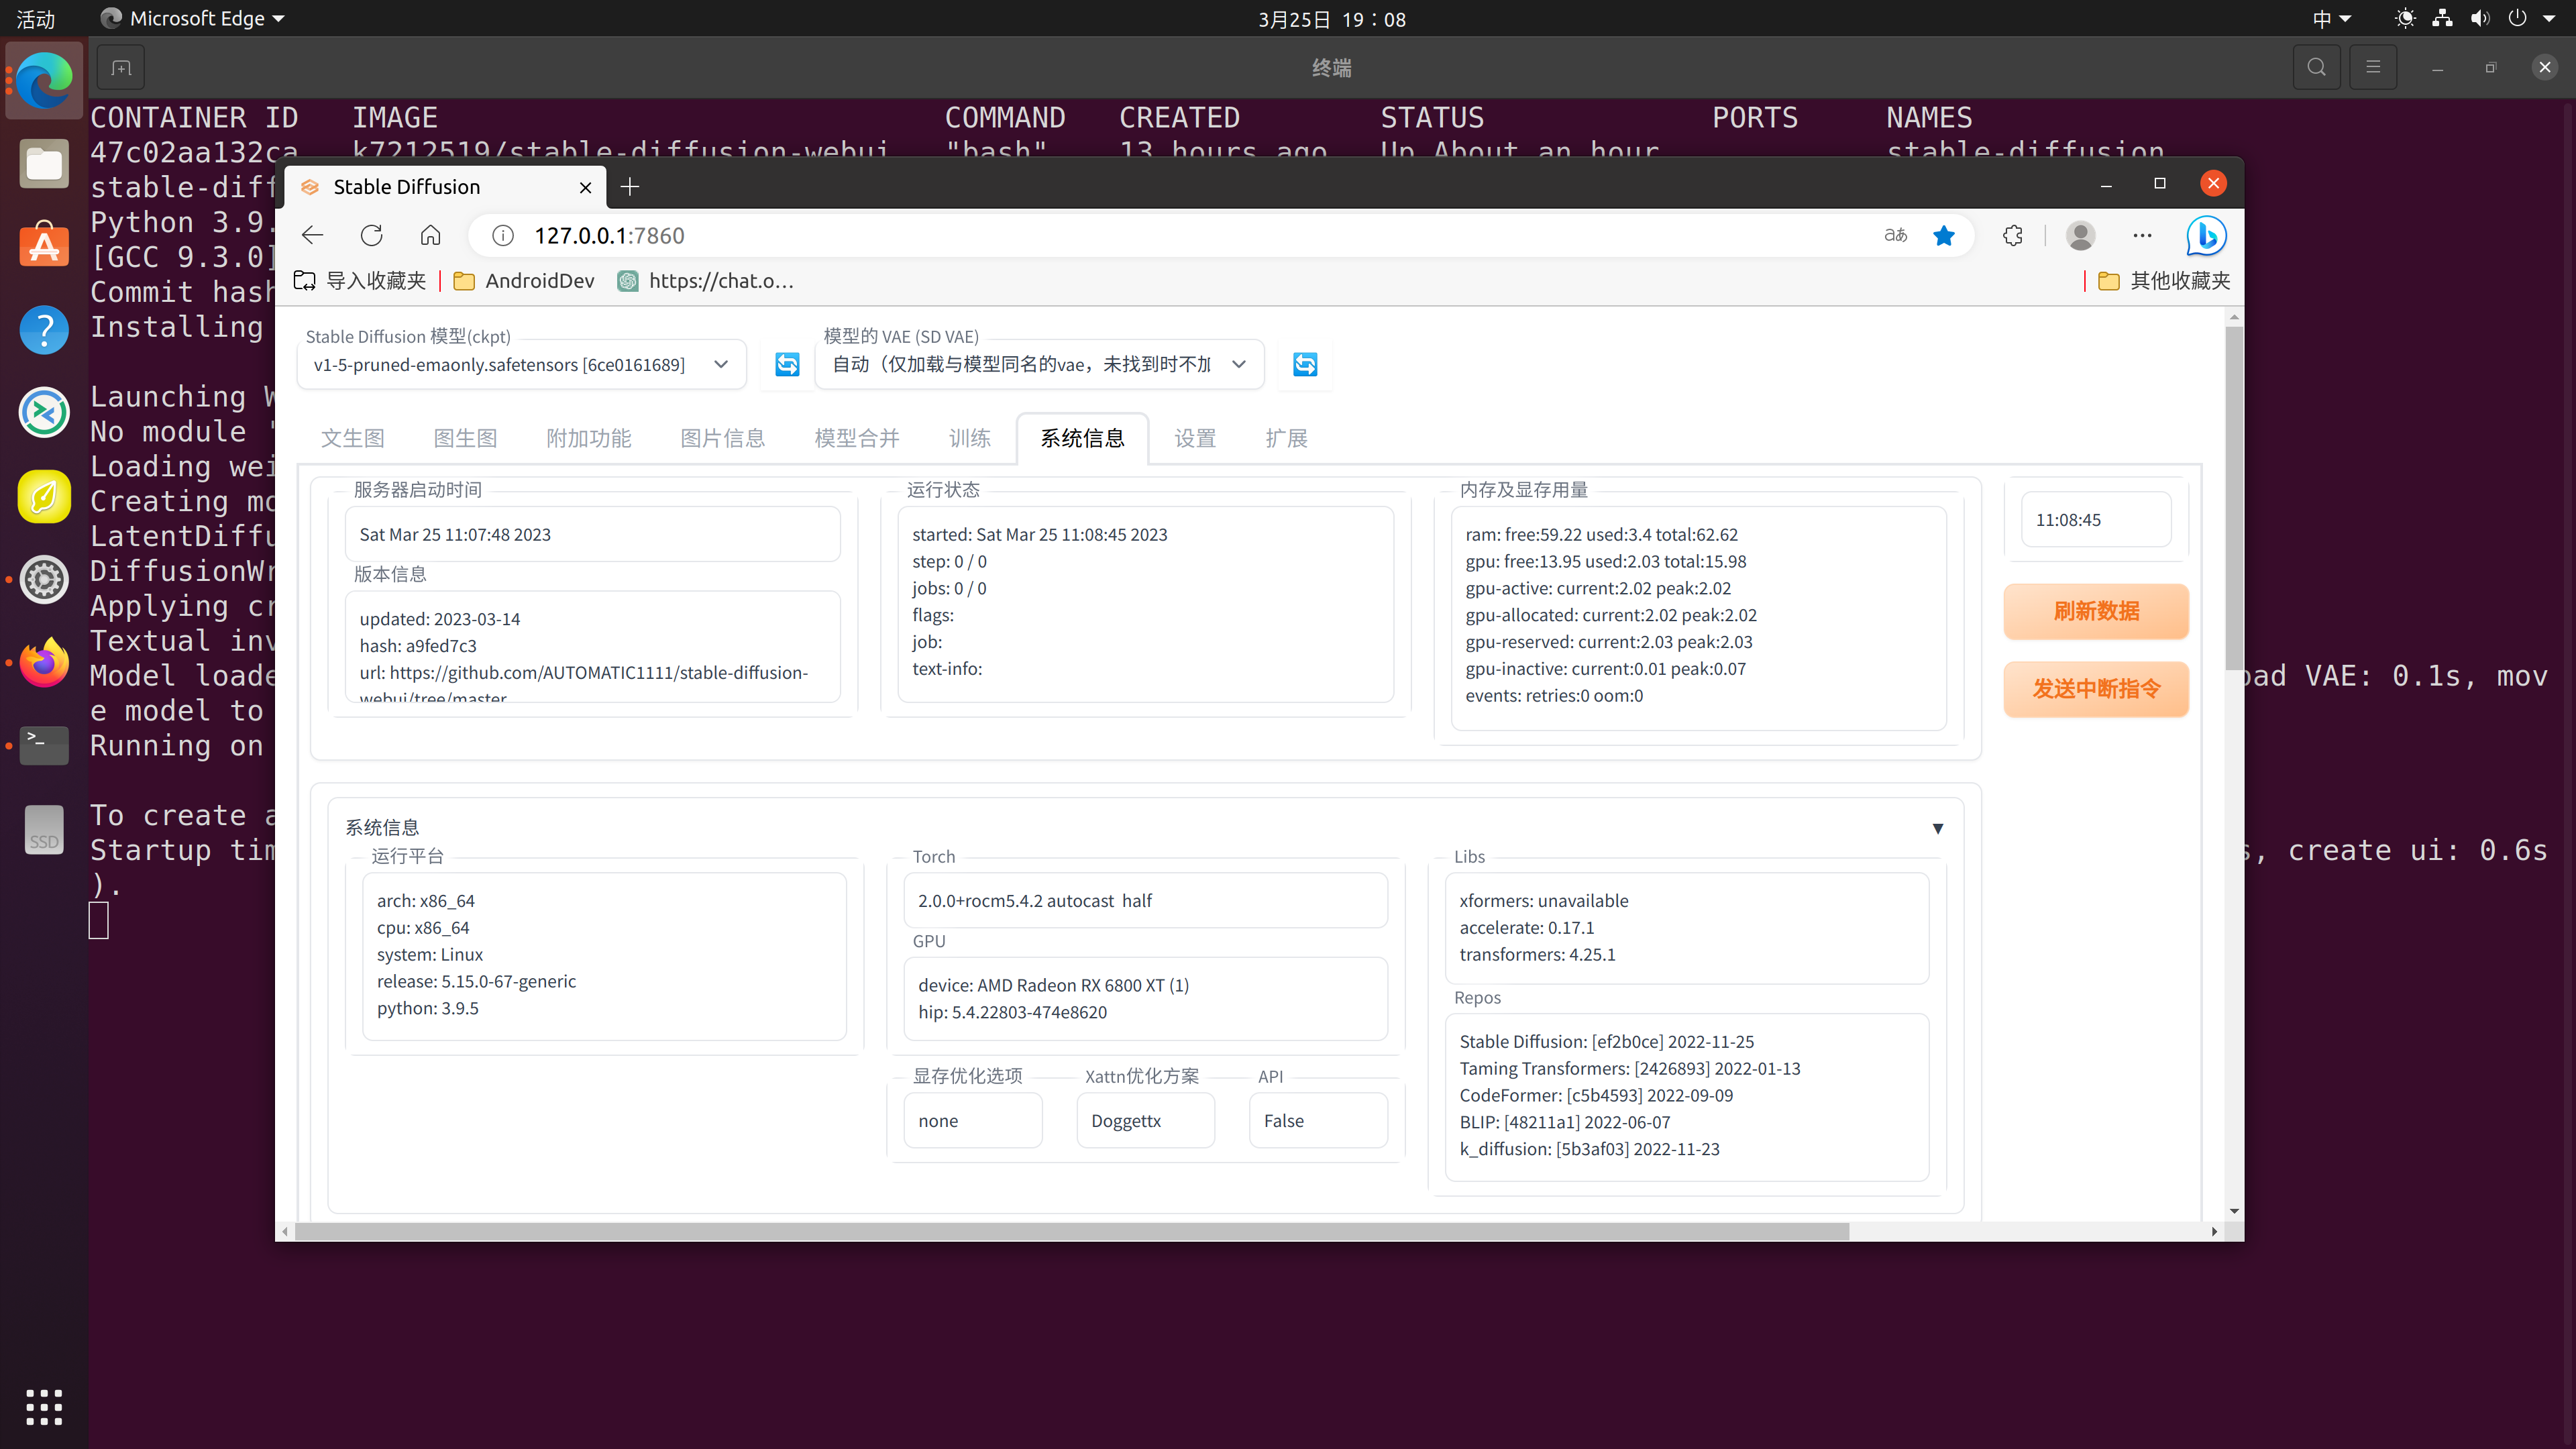 活动
Microsoft Edge
3月25日 19：08
中
终端
CONTAINER ID IMAGE COMMAND CREATED STATUS PORTS NAMES
47c02aa132ca k7212519/stable-diffusion-webui "bash" 13 hours ago Up About an hour stable-diffusion
stable-diff
Python 3.9.
[GCC 9.3.0]
Commit hash
Installing
Launching W
No module '
Loading wei
Creating mo
LatentDiffu
DiffusionWr
Applying cr
Textual inv
Model loade
oad VAE: 0.1s, mov
e model to
Running on
To create a
Startup tim
s, create ui: 0.6s
).
SSD
Stable Diffusion
127.0.0.1:7860
aあ
导入收藏夹
AndroidDev
https://chat.o...
其他收藏夹
Stable Diffusion 模型(ckpt)
v1-5-pruned-emaonly.safetensors [6ce0161689]
模型的 VAE (SD VAE)
自动（仅加载与模型同名的vae，未找到时不加
文生图 图生图 附加功能 图片信息 模型合并 训练 系统信息 设置 扩展
服务器启动时间
Sat Mar 25 11:07:48 2023
版本信息
updated: 2023-03-14
hash: a9fed7c3
url: https://github.com/AUTOMATIC1111/stable-diffusion-
webui/tree/master
运行状态
started: Sat Mar 25 11:08:45 2023
step: 0 / 0
jobs: 0 / 0
flags:
job:
text-info:
内存及显存用量
ram: free:59.22 used:3.4 total:62.62
gpu: free:13.95 used:2.03 total:15.98
gpu-active: current:2.02 peak:2.02
gpu-allocated: current:2.02 peak:2.02
gpu-reserved: current:2.03 peak:2.03
gpu-inactive: current:0.01 peak:0.07
events: retries:0 oom:0
11:08:45
刷新数据
发送中断指令
系统信息
运行平台
arch: x86_64
cpu: x86_64
system: Linux
release: 5.15.0-67-generic
python: 3.9.5
Torch
2.0.0+rocm5.4.2 autocast half
GPU
device: AMD Radeon RX 6800 XT (1)
hip: 5.4.22803-474e8620
显存优化选项
none
Xattn优化方案
Doggettx
API
False
Libs
xformers: unavailable
accelerate: 0.17.1
transformers: 4.25.1
Repos
Stable Diffusion: [ef2b0ce] 2022-11-25
Taming Transformers: [2426893] 2022-01-13
CodeFormer: [c5b4593] 2022-09-09
BLIP: [48211a1] 2022-06-07
k_diffusion: [5b3af03] 2022-11-23